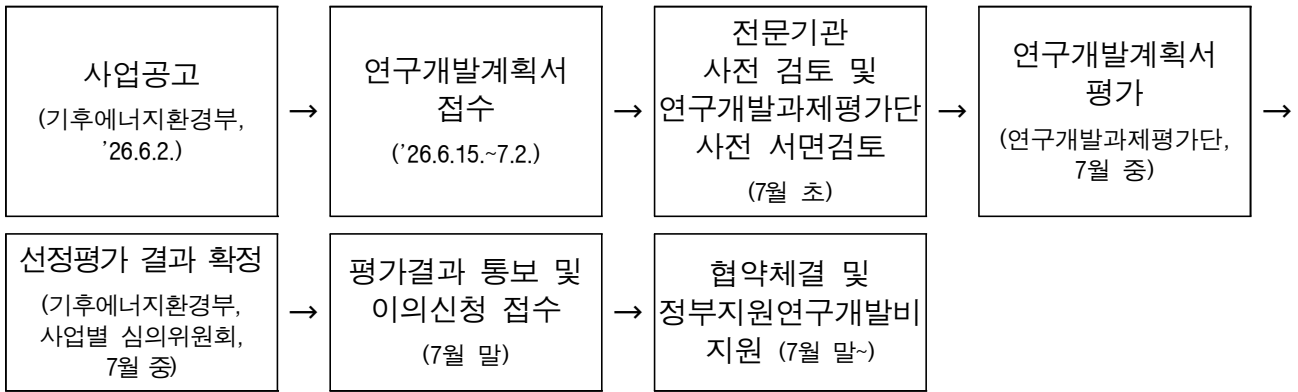 사업공고
(기후에너지환경부,
’26.6.2.)
→
연구개발계획서
접수
(’26.6.15.~7.2.)
→
전문기관
사전 검토 및
연구개발과제평가단
사전 서면검토
(7월 초)
→
연구개발계획서
평가
(연구개발과제평가단,
7월 중)
→
선정평가 결과 확정
(기후에너지환경부,
사업별 심의위원회,
7월 중)
→
평가결과 통보 및
이의신청 접수
(7월 말)
→
협약체결 및
정부지원연구개발비
지원 (7월 말~)